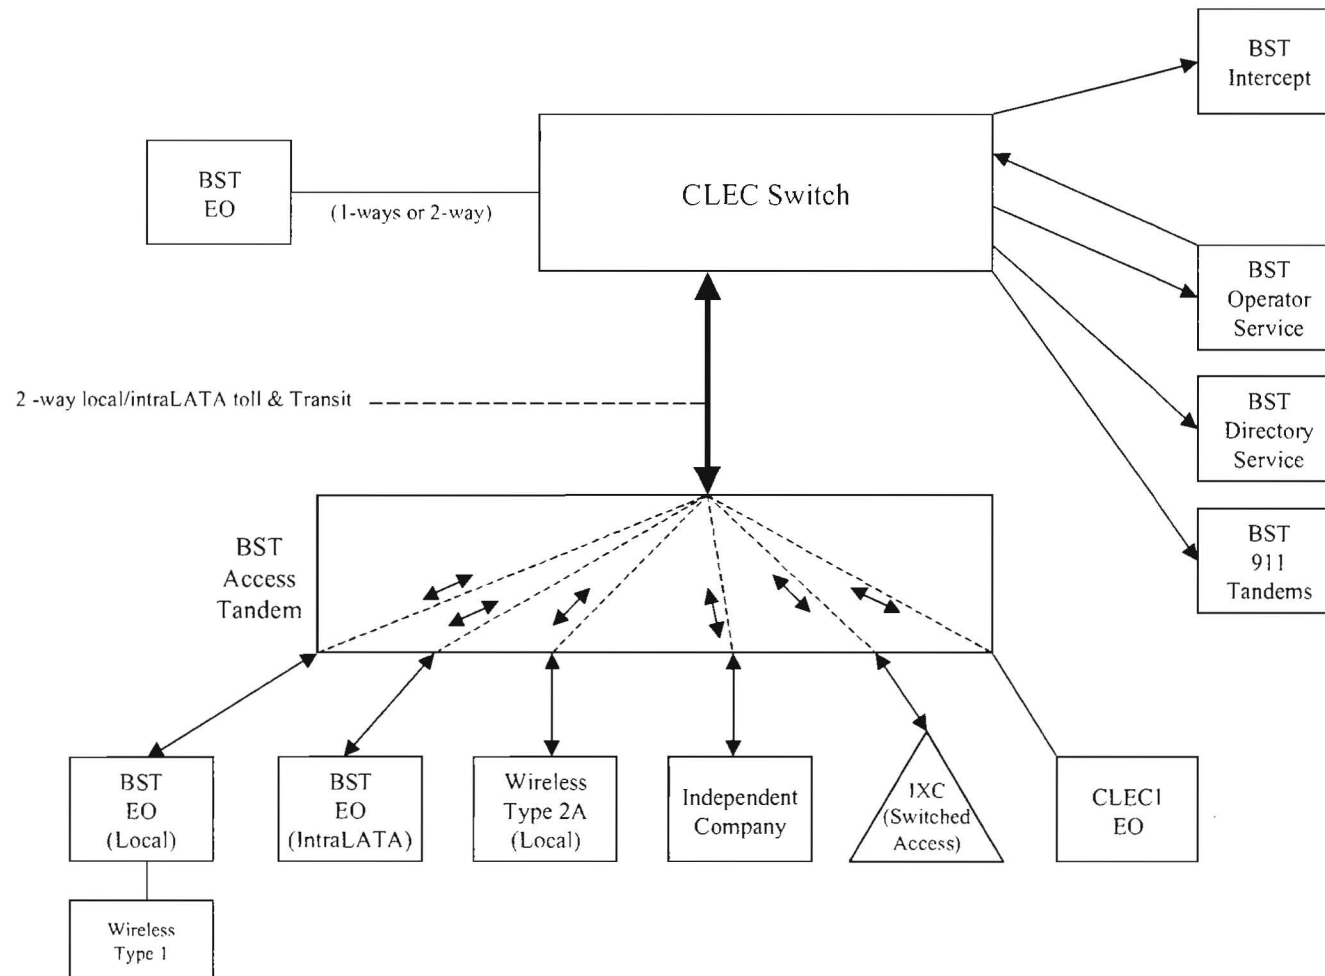 BST
Intercept
BST
EO
(1-ways or 2-way)
CLEC Switch
BST
Operator
Service
2 -way local/intraLATA toll & Transit
BST
Directory
Service
BST
911
Tandems
BST
Access
Tandem
BST
EO
(Local)
BST
EO
(IntraLATA)
Wireless
Type 2A
(Local)
Independent
Company
IXC
(Switched
Access)
CLEC1
EO
Wireless
Type 1